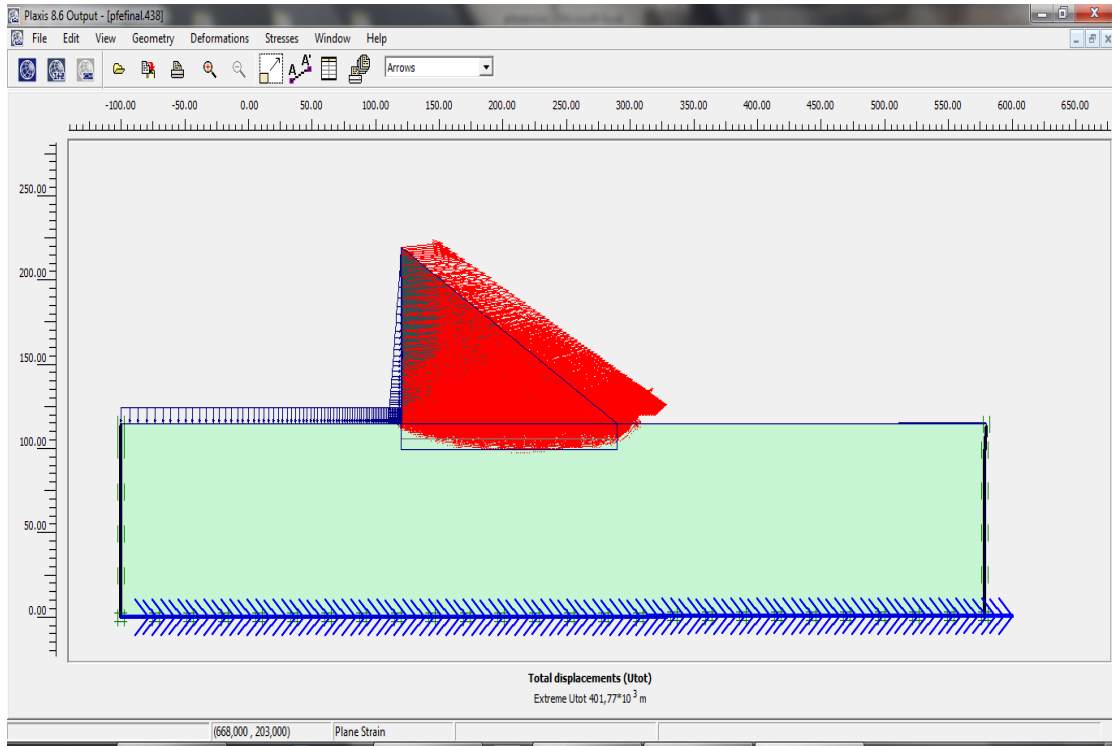 Plaxis 8.6 Output - [pfefinal.438]
File Edit View Geometry Deformations Stresses Window Help
Arrows
-100.00 -50.00 0.00 50.00 100.00 150.00 200.00 250.00 300.00 350.00 400.00 450.00 500.00 550.00 600.00 650.00
250.00
200.00
150.00
100.00
50.00
0.00
Total displacements (Utot)
Extreme Utot 401,77*10 3 m
(668,000 , 203,000) Plane Strain